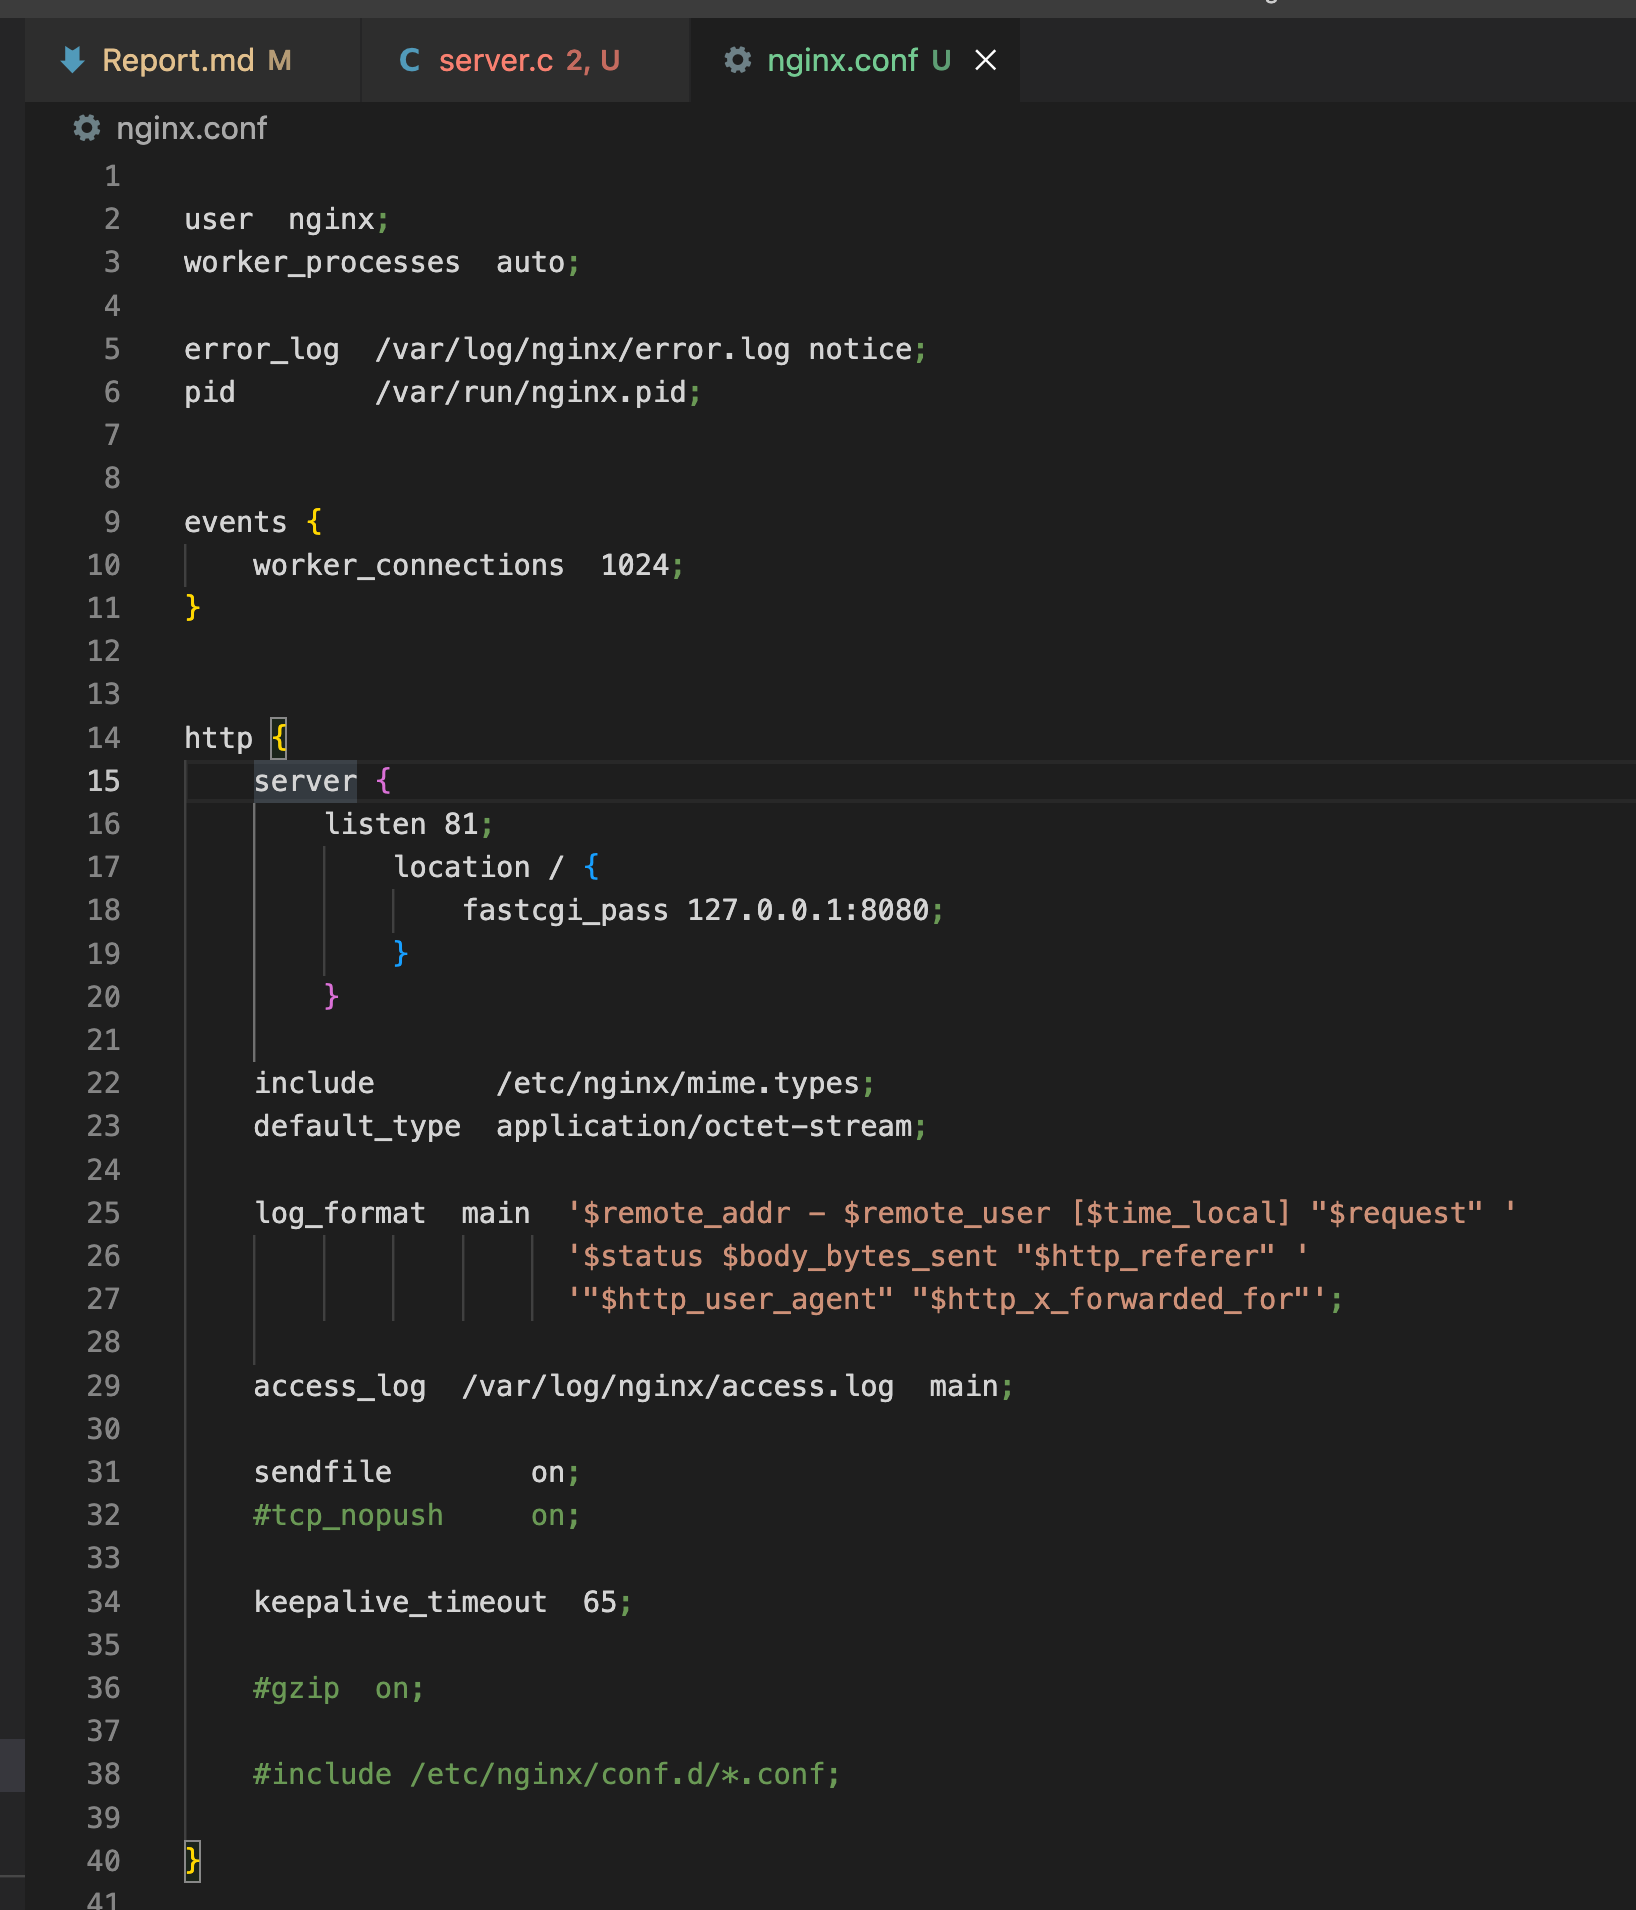 Report.md M
C server.c 2, U
nginx.conf U
nginx.conf
1
2 user  nginx;
3 worker_processes  auto;
4
5 error_log  /var/log/nginx/error.log notice;
6 pid        /var/run/nginx.pid;
7
8
9 events {
10     worker_connections  1024;
11 }
12
13
14 http {
15     server {
16         listen 81;
17             location / {
18                 fastcgi_pass 127.0.0.1:8080;
19             }
20         }
21
22     include       /etc/nginx/mime.types;
23     default_type  application/octet-stream;
24
25     log_format  main  '$remote_addr - $remote_user [$time_local] "$request" '
26                       '$status $body_bytes_sent "$http_referer" '
27                       '"$http_user_agent" "$http_x_forwarded_for"';
28
29     access_log  /var/log/nginx/access.log  main;
30
31     sendfile        on;
32     #tcp_nopush     on;
33
34     keepalive_timeout  65;
35
36     #gzip  on;
37
38     #include /etc/nginx/conf.d/*.conf;
39
40 }
41